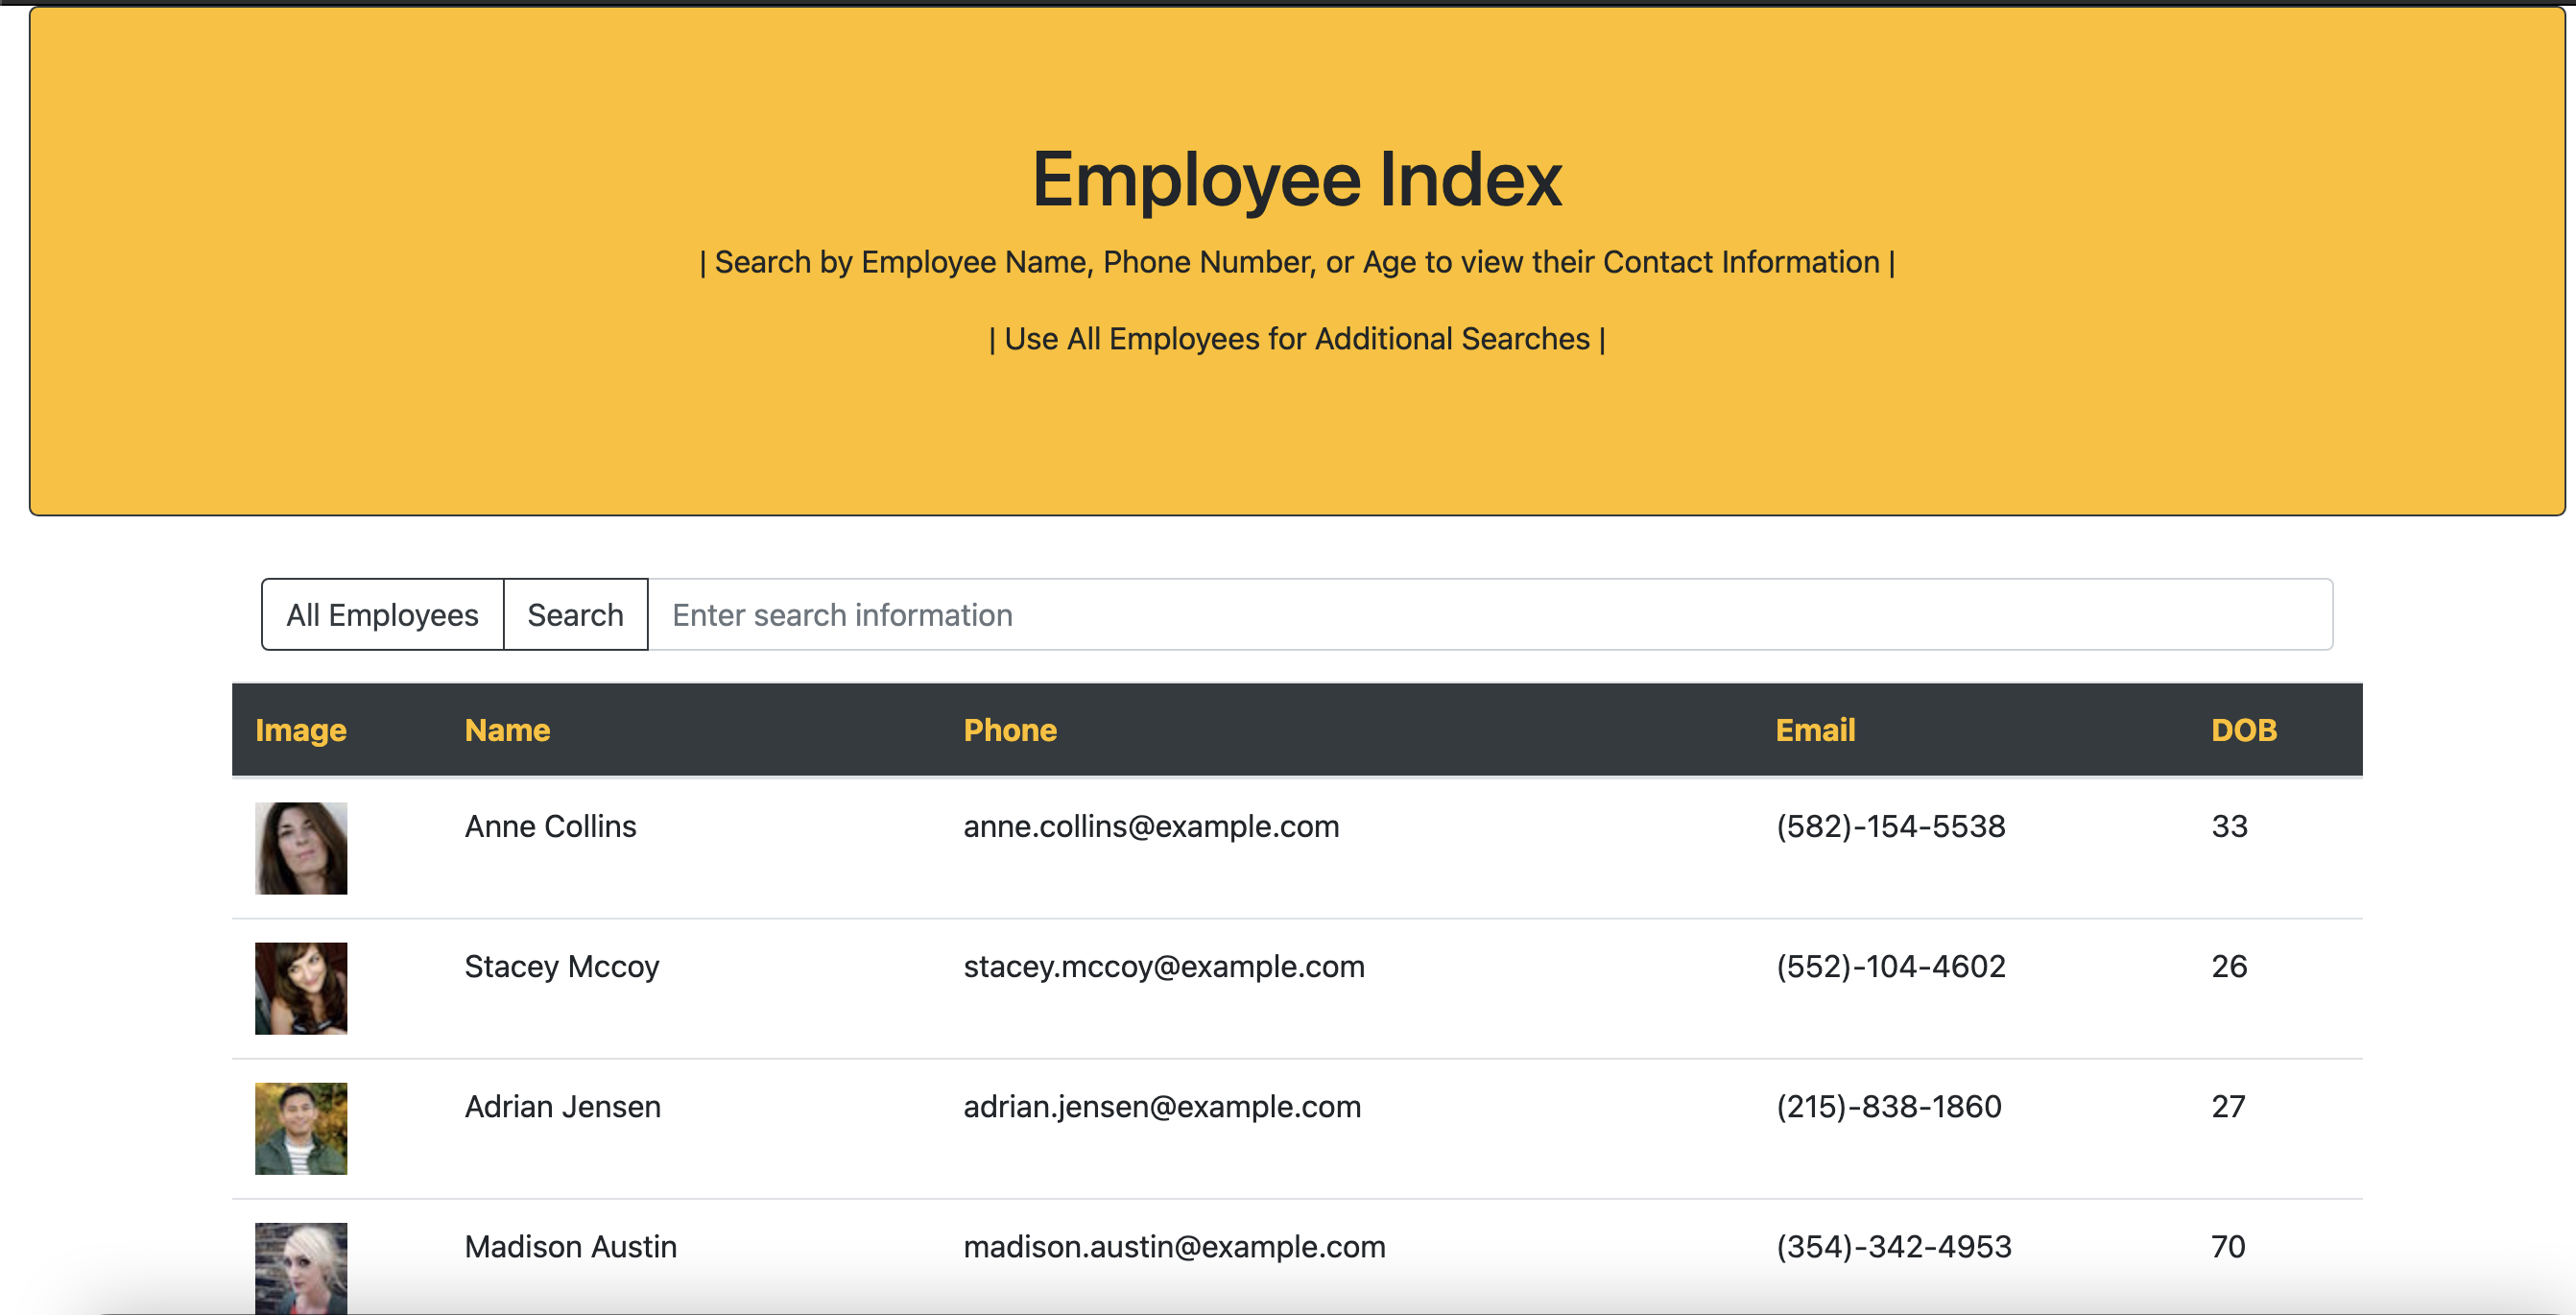 Employee Index
| Search by Employee Name, Phone Number, or Age to view their Contact Information |
| Use All Employees for Additional Searches |
All Employees Search Enter search information
Image Name Phone Email DOB
Anne Collins anne.collins@example.com (582)-154-5538 33
Stacey Mccoy stacey.mccoy@example.com (552)-104-4602 26
Adrian Jensen adrian.jensen@example.com (215)-838-1860 27
Madison Austin madison.austin@example.com (354)-342-4953 70